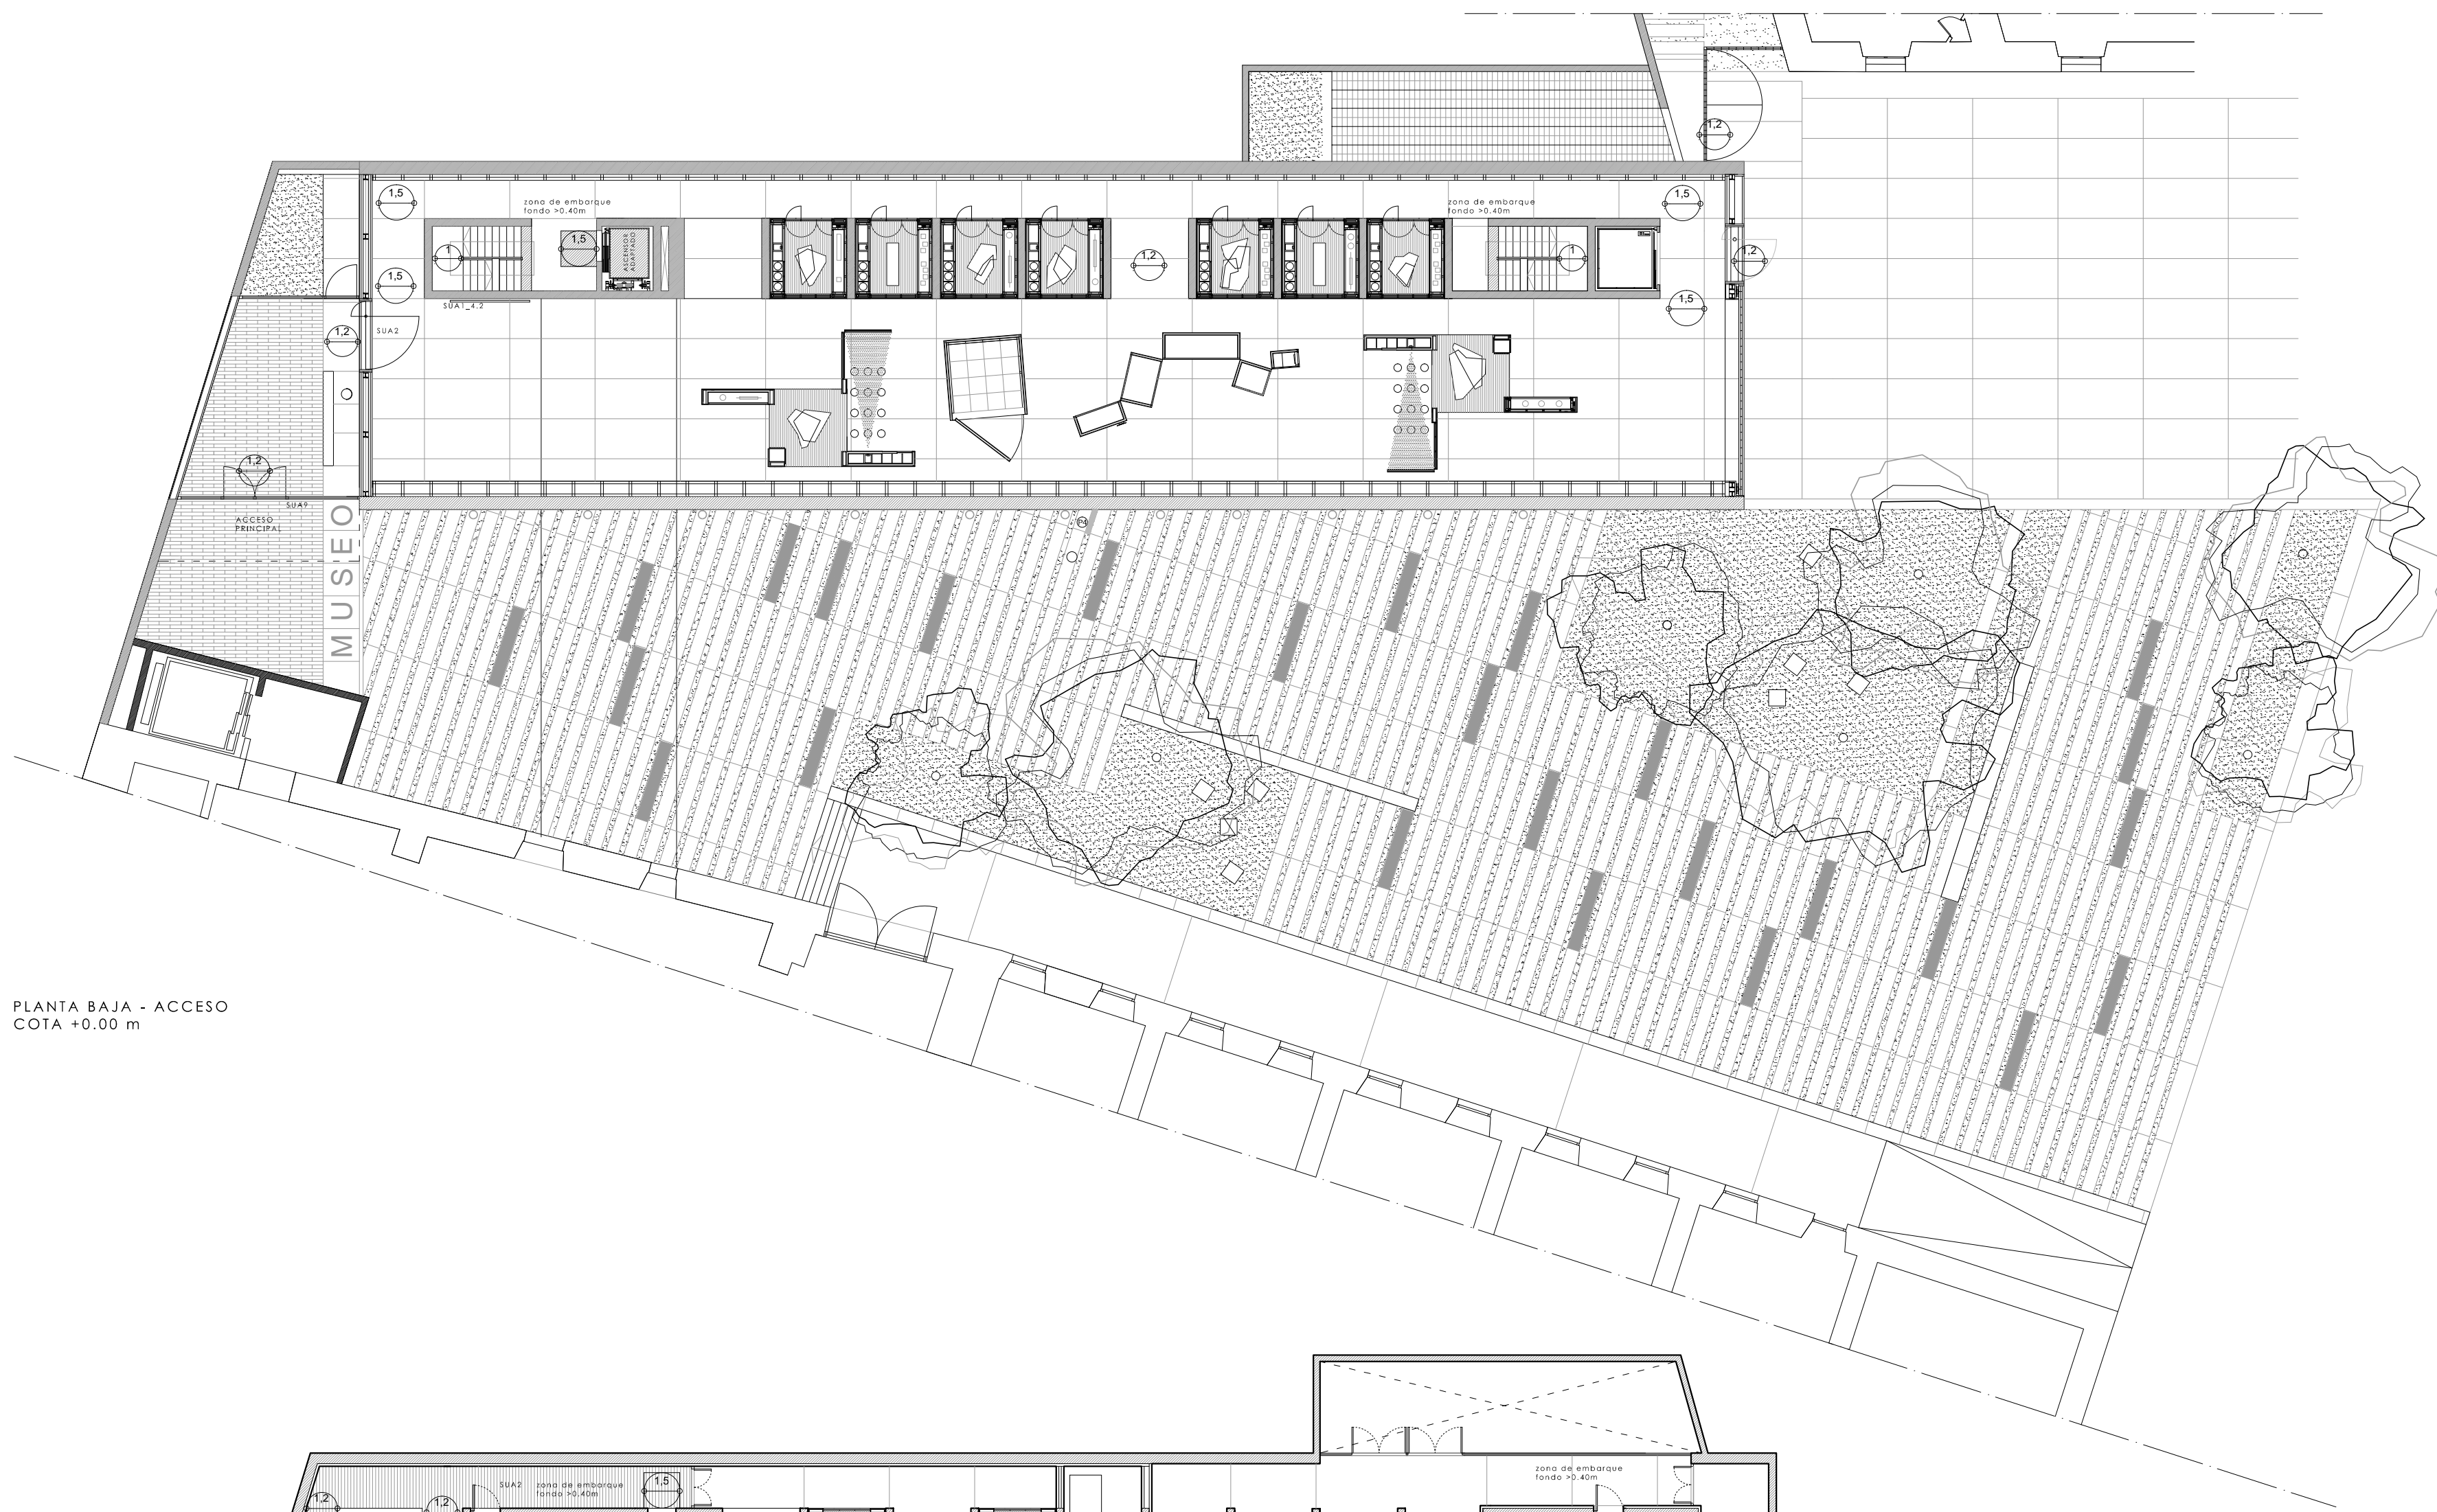 1,2
1,5
zona de embarque
fondo >0.40m
zona de embarque
fondo >0.40m
1,5
1
1,5
ASCENSOR
ADAPTADO
1,2
1
1,2
1,5
SUA1_4.2
1,5
1,2
SUA2
1,2
SUA9
ACCESO
PRINCIPAL
MUSEO
PLANTA BAJA - ACCESO
COTA +0.00 m
SUA2
zona de embarque
fondo >0.40m
1,5
zona de embarque
fondo >0.40m
1,2
1,2